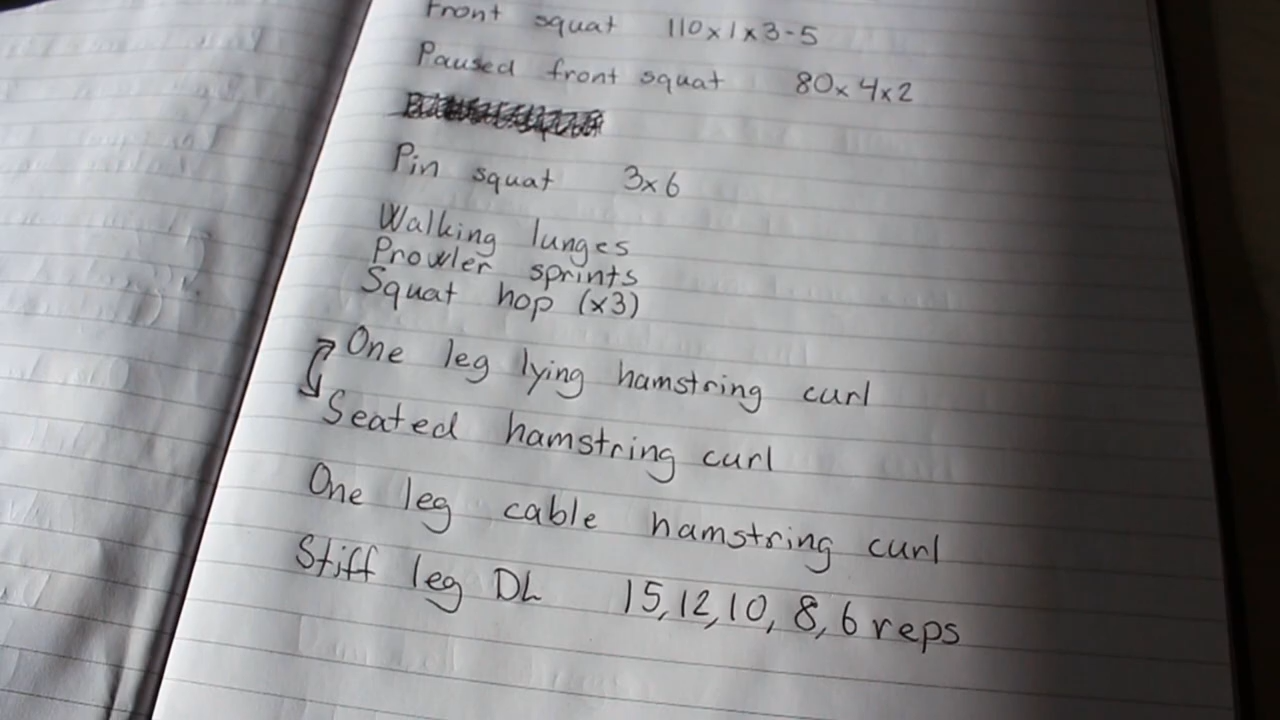 Front squat 110x1x3-5
Paused front squat 80x4x2
Pin squat 3x6
Walking lunges
Prowler sprints
Squat hop (x3)
One leg lying hamstring curl
Seated hamstring curl
One leg cable hamstring curl
Stiff leg DL 15, 12, 10, 8, 6 reps